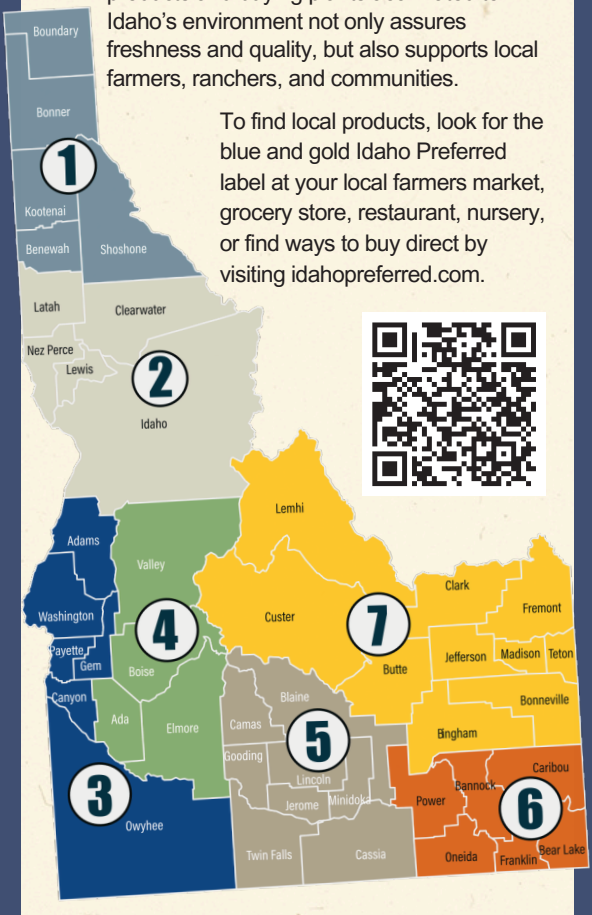 Idaho's environment not only assures
freshness and quality, but also supports local
farmers, ranchers, and communities.
To find local products, look for the
blue and gold Idaho Preferred
label at your local farmers market,
grocery store, restaurant, nursery,
or find ways to buy direct by
visiting idahopreferred.com.
Boundary
Bonner
1
Kootenai
Benewah
Shoshone
Latah
Clearwater
Nez Perce
Lewis
2
Idaho
Lemhi
Adams
Valley
Clark
Washington
Custer
7
Fremont
4
Payette
Gem
Boise
Butte
Jefferson
Madison
Teton
Canyon
Blaine
Bonneville
Ada
Elmore
Camas
5
Bingham
Gooding
Lincoln
Caribou
3
Jerome
Minidoka
Power
Bannock
6
Owyhee
Twin Falls
Cassia
Oneida
Franklin
Bear Lake